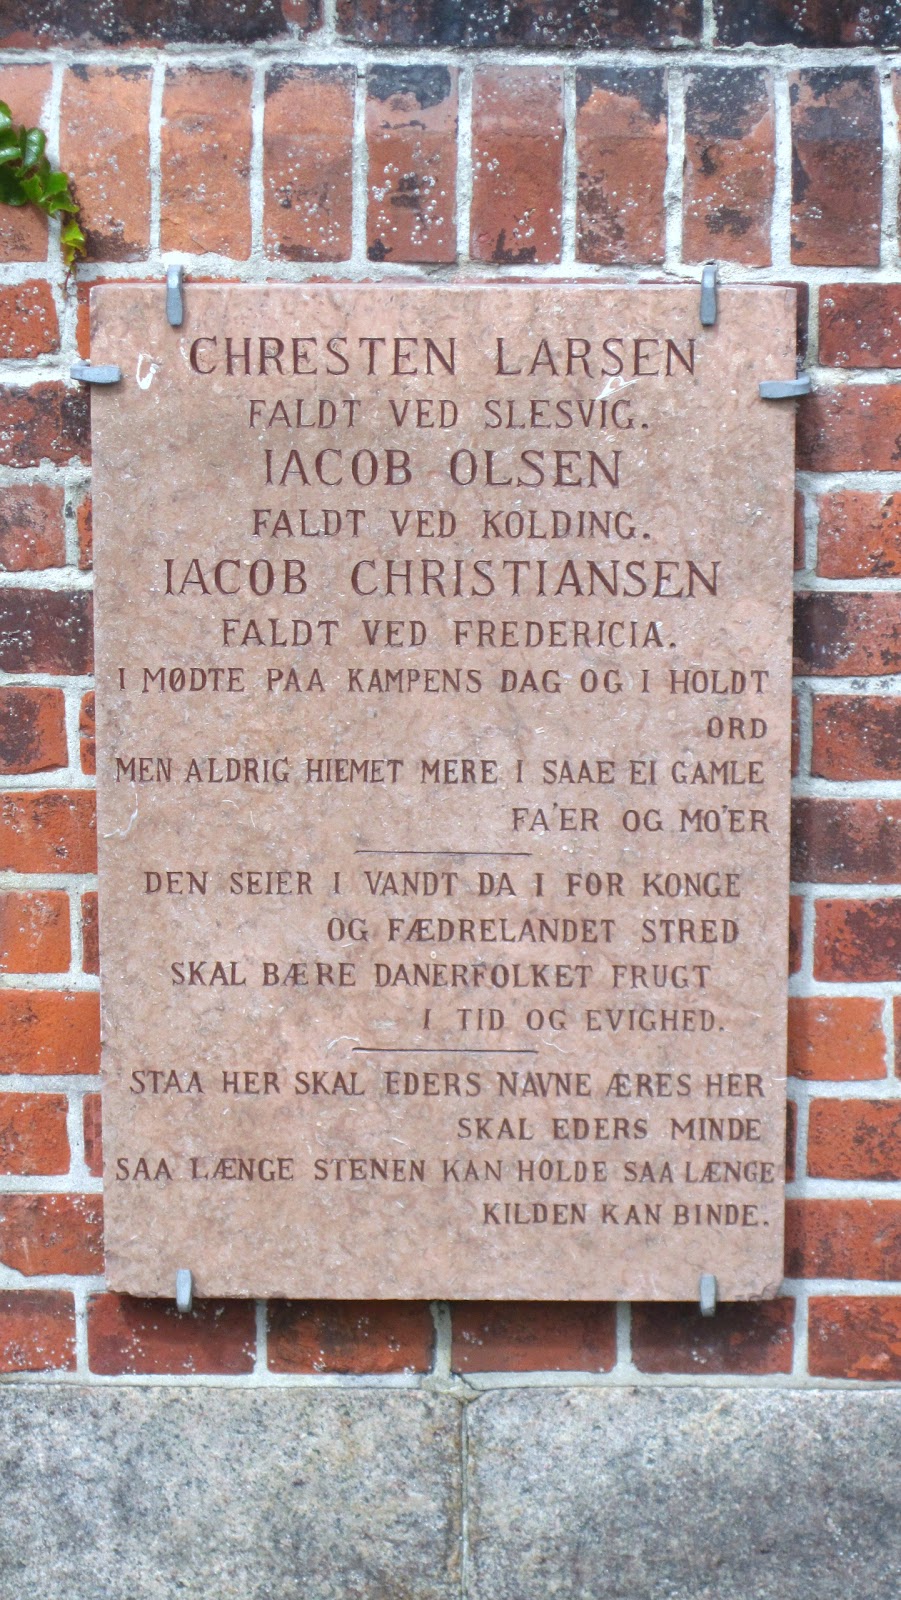 CHRESTEN LARSEN
FALDT VED SLESVIG.
IACOB OLSEN
FALDT VED KOLDING.
IACOB CHRISTIANSEN
FALDT VED FREDERICIA.
I MØDTE PAA KAMPENS DAG OG I HOLDT
ORD
MEN ALDRIG HIEMET MERE I SAAE EI GAMLE
FA'ER OG MO'ER
DEN SEIER I VANDT DA I FOR KONGE
OG FÆDRELANDET STRED
SKAL BÆRE DANERFOLKET FRUGT
I TID OG EVIGHED.
STAA HER SKAL EDERS NAVNE ÆRES HER
SKAL EDERS MINDE
SAA LÆNGE STENEN KAN HOLDE SAA LÆNGE
KILDEN KAN BINDE.